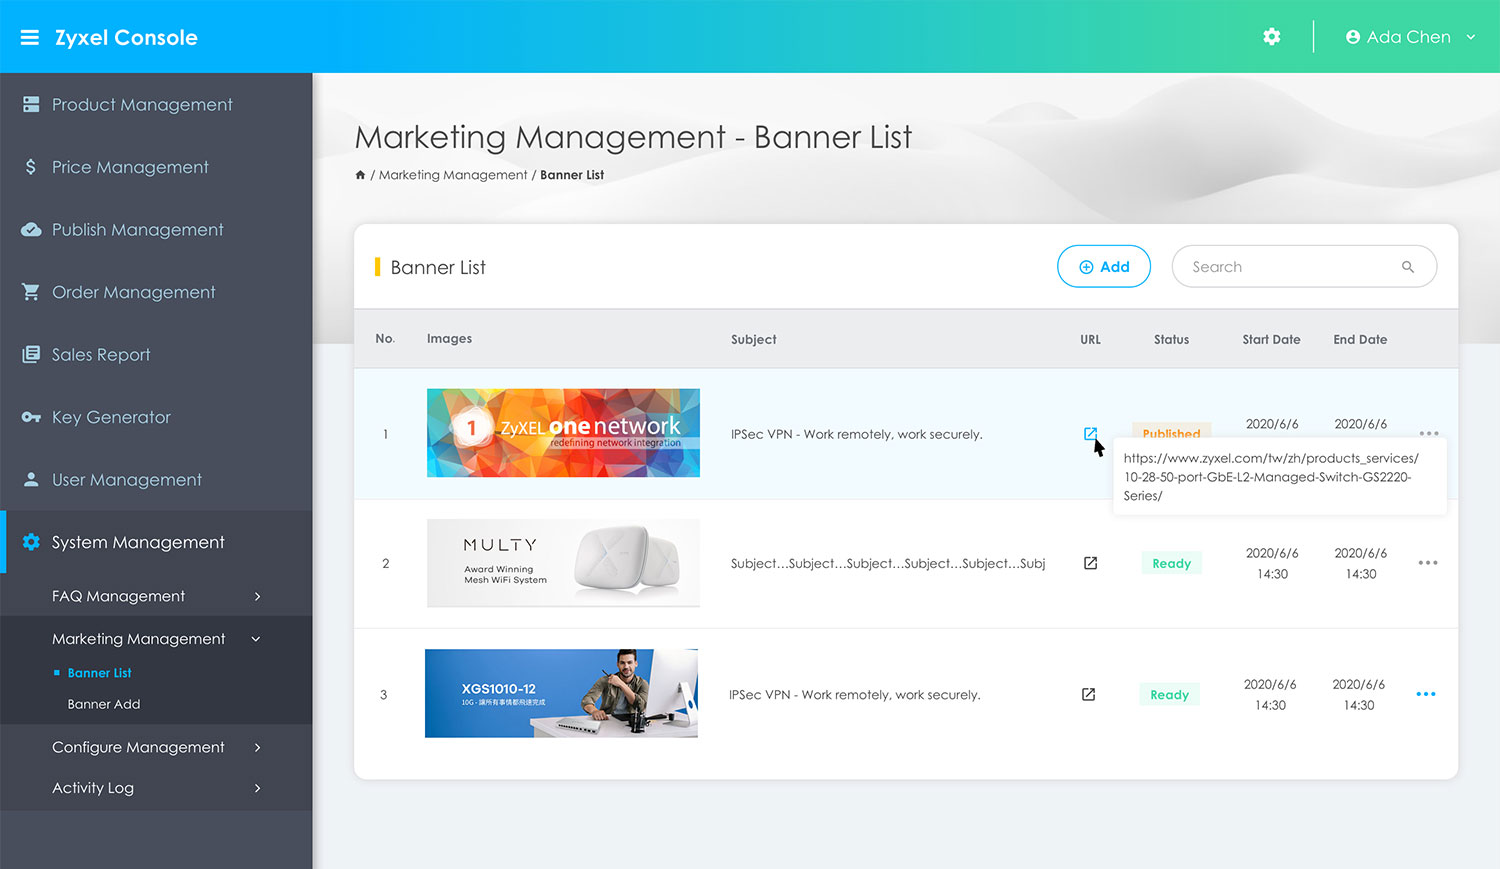 Zyxel Console
Ada Chen
Product Management
Price Management
Publish Management
Order Management
Sales Report
Key Generator
User Management
System Management
FAQ Management
Marketing Management
Banner List
Banner Add
Configure Management
Activity Log
Marketing Management - Banner List
/ Marketing Management / Banner List
Banner List
Add
Search
No. Images Subject URL Status Start Date End Date
1
1 ZyXEL one network
redefining network integration
IPSec VPN - Work remotely, work securely.
Published
2020/6/6
2020/6/6
https://www.zyxel.com/tw/zh/products_services/
10-28-50-port-GbE-L2-Managed-Switch-GS2220-
Series/
2
MULTY
Award Winning
Mesh WiFi System
Subject...Subject...Subject...Subject...Subject...Subj
Ready
2020/6/6
14:30
2020/6/6
14:30
3
XGS1010-12
10G - 讓所有事情都飛速完成
IPSec VPN - Work remotely, work securely.
Ready
2020/6/6
14:30
2020/6/6
14:30